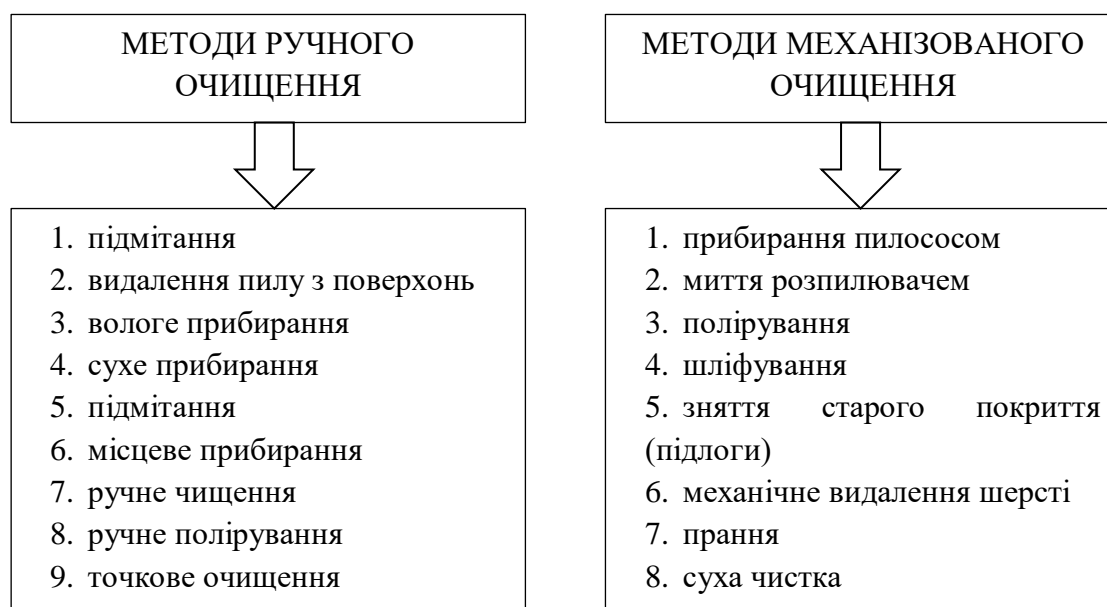 МЕТОДИ РУЧНОГО
ОЧИЩЕННЯ
1. підмітання
2. видалення пилу з поверхонь
3. вологе прибирання
4. сухе прибирання
5. підмітання
6. місцеве прибирання
7. ручне чищення
8. ручне полірування
9. точкове очищення
МЕТОДИ МЕХАНІЗОВАНОГО
ОЧИЩЕННЯ
1. прибирання пилососом
2. миття розпилювачем
3. полірування
4. шліфування
5. зняття старого покриття
(підлоги)
6. механічне видалення шерсті
7. прання
8. суха чистка